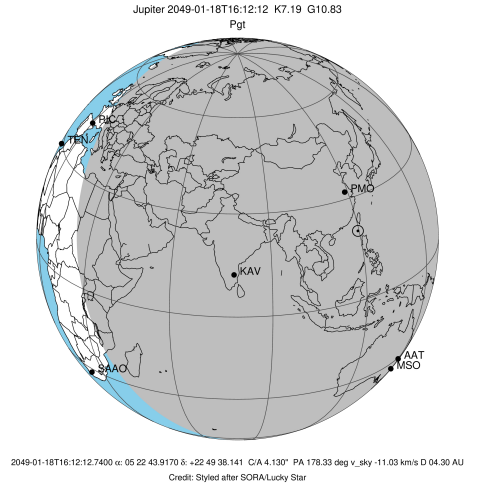 Jupiter 2049-01-18T16:12:12 K7.19 G10.83
Pgt
PIC
TEN
PMO
KAV
AAT
MSO
SAAO
2049-01-18T16:12:12.7400 α: 05 22 43.9170 δ: +22 49 38.141 C/A 4.130" PA 178.33 deg v_sky -11.03 km/s D 04.30 AU
Credit: Styled after SORA/Lucky Star